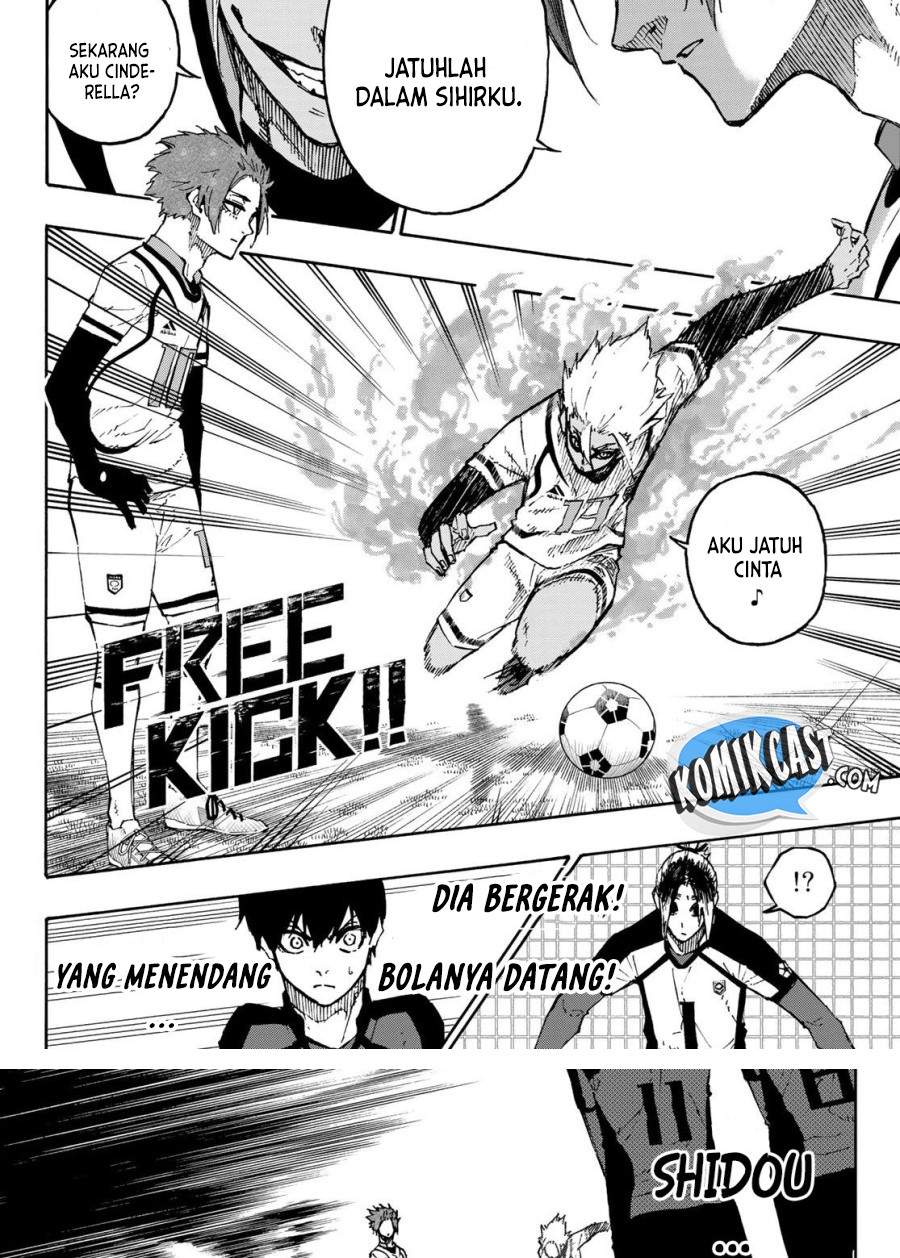 SEKARANG
AKU CINDE-
RELLA?
JATUHLAH
DALAM SIHIRKU.
AKU JATUH
CINTA
♪
FREE
KICK!!
KOMIKCAST
.COM
!?
DIA BERGERAK!
YANG MENENDANG BOLANYA DATANG!
...
11
SHIDOU
...